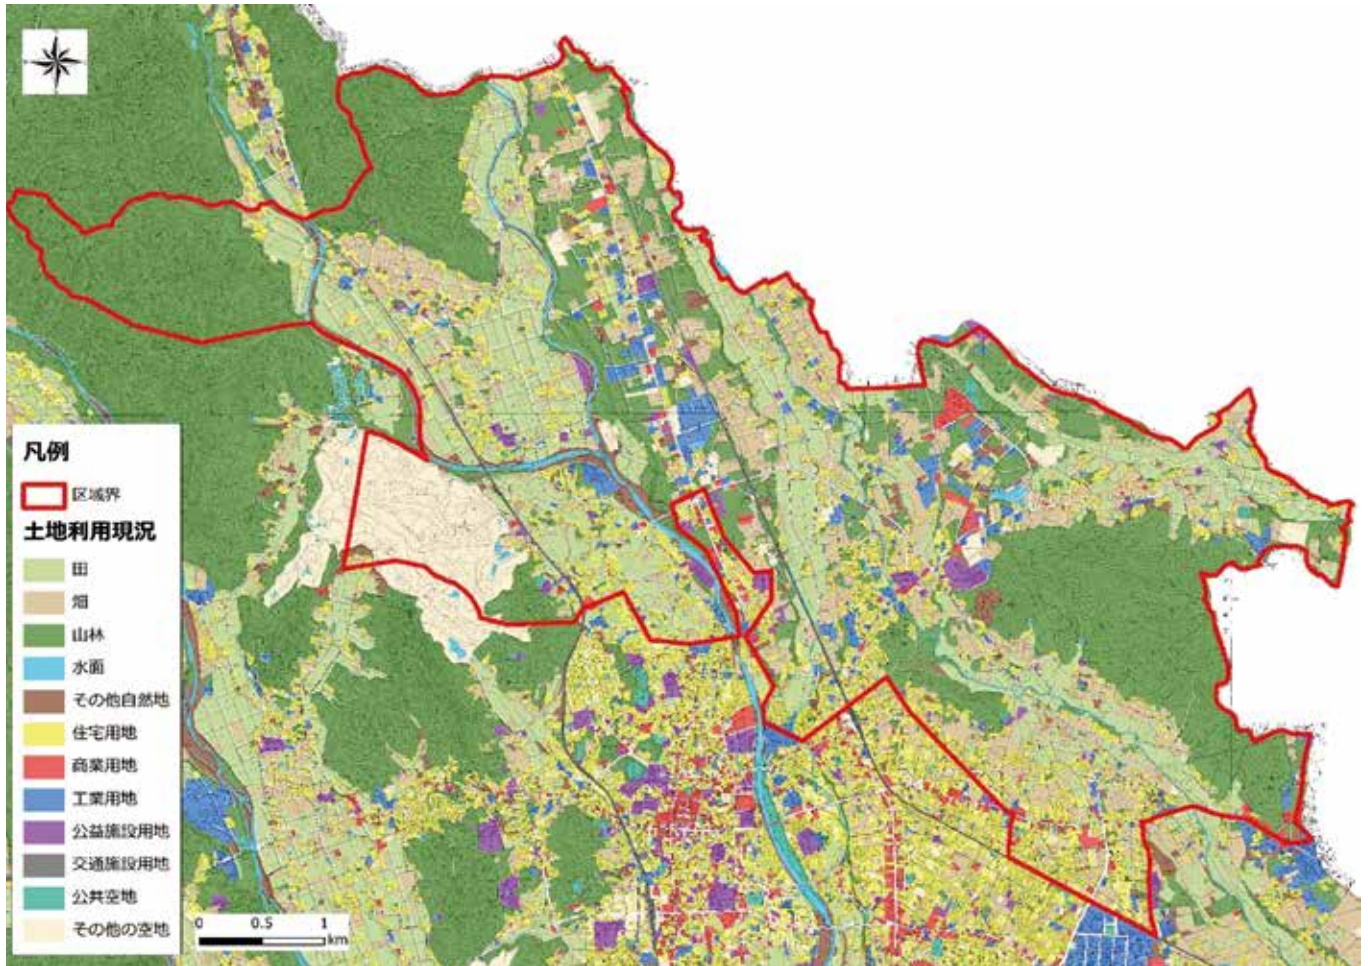 凡例
区域界
土地利用現況
田
畑
山林
水面
その他自然地
住宅用地
商業用地
工業用地
公益施設用地
交通施設用地
公共空地
その他の空地
0 0.5 1
km